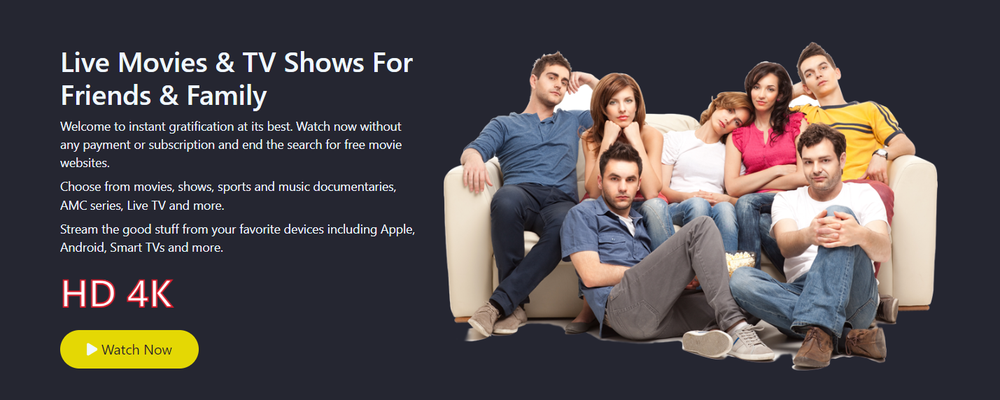 Live Movies & TV Shows For
Friends & Family
Welcome to instant gratification at its best. Watch now without
any payment or subscription and end the search for free movie
websites.
Choose from movies, shows, sports and music documentaries,
AMC series, Live TV and more.
Stream the good stuff from your favorite devices including Apple,
Android, Smart TVs and more.
HD 4K
Watch Now